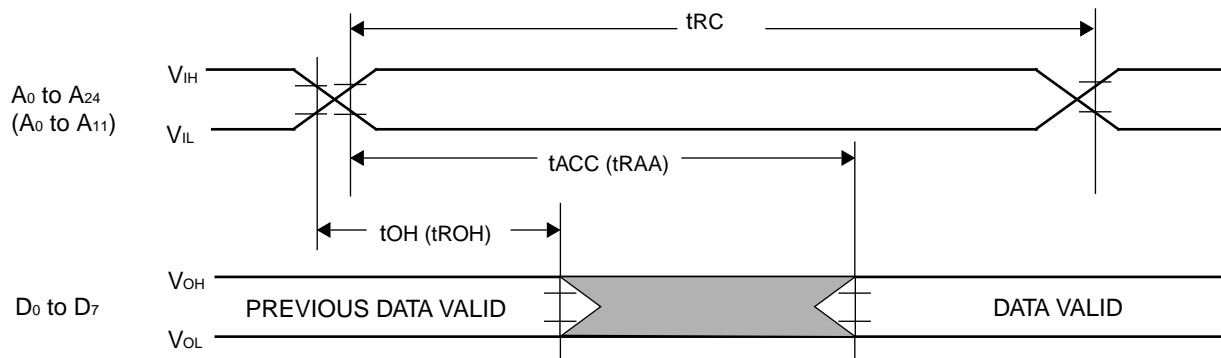 tRC
VIH
A0 to A24
(A0 to A11)
VIL
tACC (tRAA)
tOH (tROH)
VOH
D0 to D7
PREVIOUS DATA VALID
DATA VALID
VOL